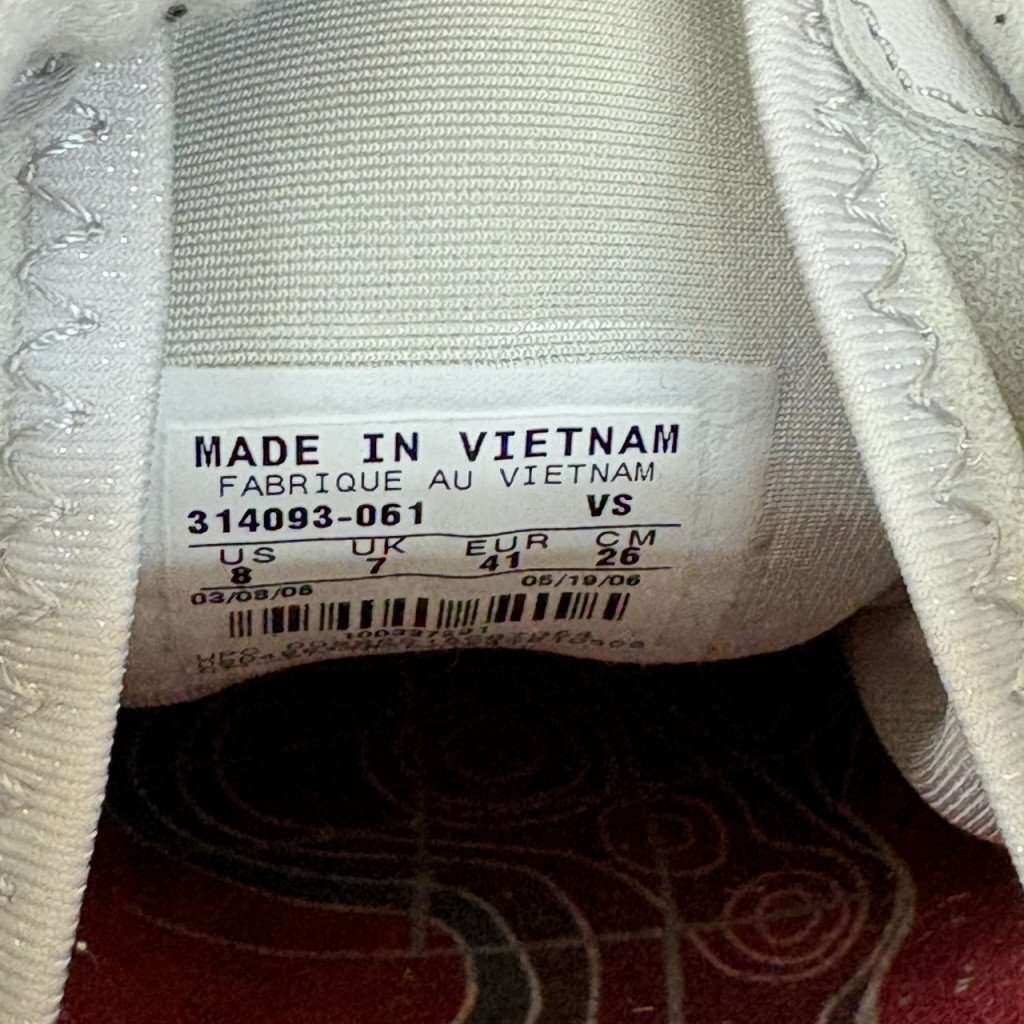 MADE IN VIETNAM
FABRIQUE AU VIETNAM
314093-061 VS
US UK EUR CM
8 7 41 26
03/08/06 05/19/06